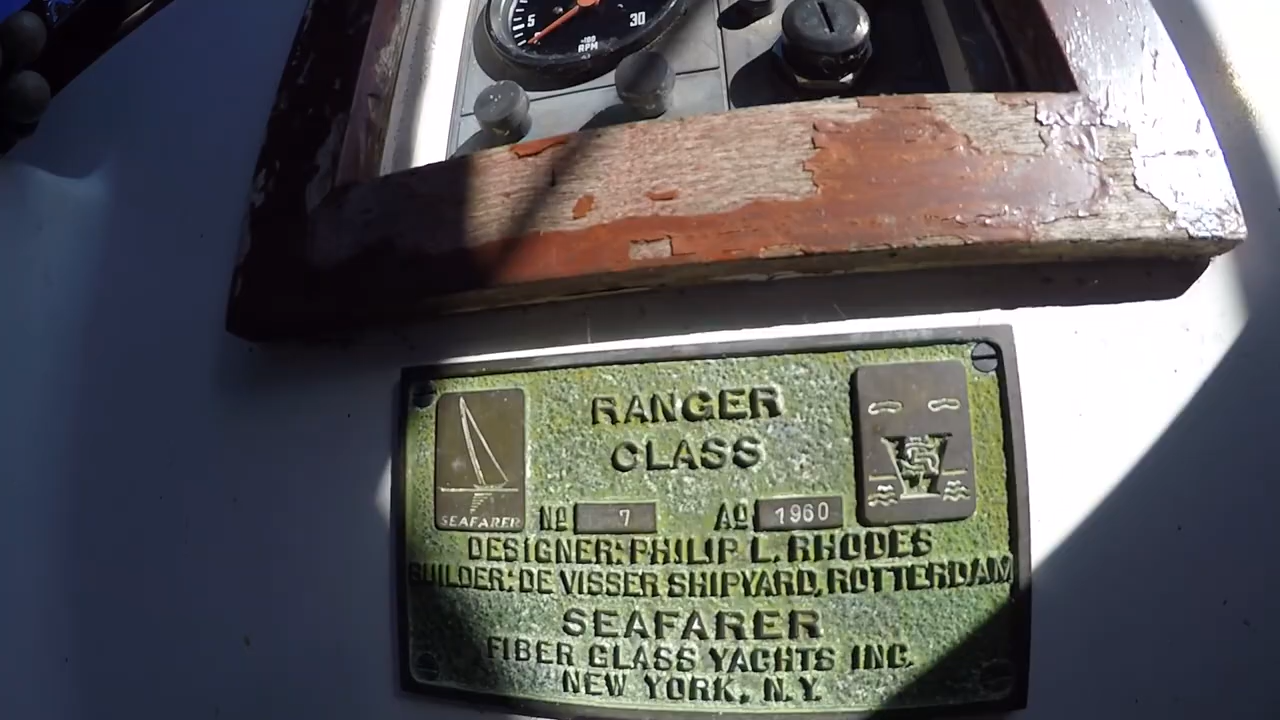 5 30
×100
RPM
RANGER
CLASS
SEAFARER Nº 7 Aº 1960
DESIGNER: PHILIP L. RHODES
BUILDER: DE VISSER SHIPYARD, ROTTERDAM
SEAFARER
FIBER GLASS YACHTS INC.
NEW YORK, N.Y.